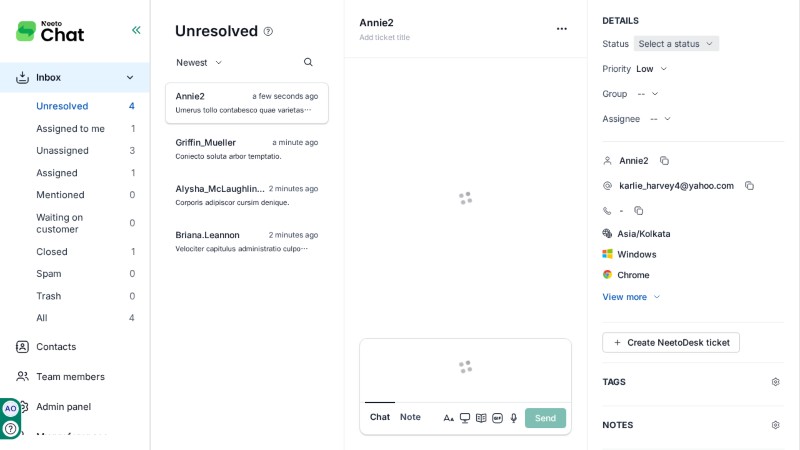 Neeto
Chat
Inbox
Unresolved 4
Assigned to me 1
Unassigned 3
Assigned 1
Mentioned 0
Waiting on
customer 0
Closed 1
Spam 0
Trash 0
All 4
Contacts
Team members
Admin panel
AO
Unresolved
Newest
Annie2 a few seconds ago
Umerus tollo contabesco quae varietas···
Griffin_Mueller a minute ago
Coniecto soluta arbor temptatio.
Alysha_McLaughlin... 2 minutes ago
Corporis adipiscor cursim denique.
Briana.Leannon 2 minutes ago
Velociter capitulus administratio culpo···
Annie2
Add ticket title
Chat Note Send
DETAILS
Status Select a status
Priority Low
Group --
Assignee --
Annie2
karlie_harvey4@yahoo.com
-
Asia/Kolkata
Windows
Chrome
View more
+ Create NeetoDesk ticket
TAGS
NOTES